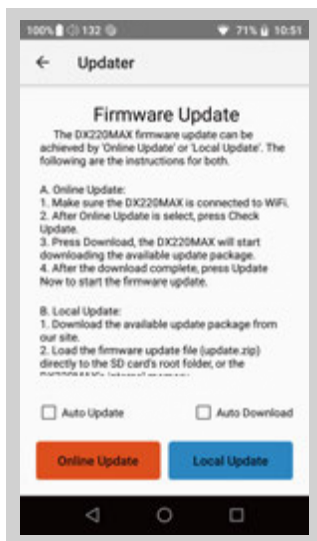 100% 132 71% 10:51
Updater
Firmware Update
The DX220MAX firmware update can be
achieved by 'Online Update' or 'Local Update'. The
following are the instructions for both.
A. Online Update:
1. Make sure the DX220MAX is connected to WiFi.
2. After Online Update is select, press Check
Update.
3. Press Download, the DX220MAX will start
downloading the available update package.
4. After the download complete, press Update
Now to start the firmware update.
B. Local Update:
1. Download the available update package from
our site.
2. Load the firmware update file (update.zip)
directly to the SD card's root folder, or the
DX220MAX's internal memory
Auto Update Auto Download
Online Update Local Update